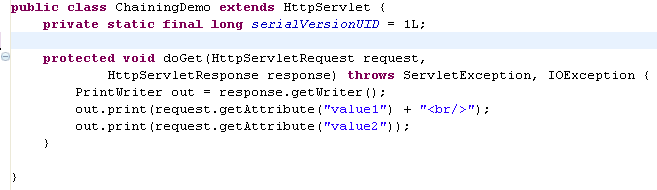 public class ChainingDemo extends HttpServlet {
    private static final long serialVersionUID = 1L;
    protected void doGet(HttpServletRequest request,
            HttpServletResponse response) throws ServletException, IOException {
        PrintWriter out = response.getWriter();
        out.print(request.getAttribute("value1") + "<br/>");
        out.print(request.getAttribute("value2"));
    }
}